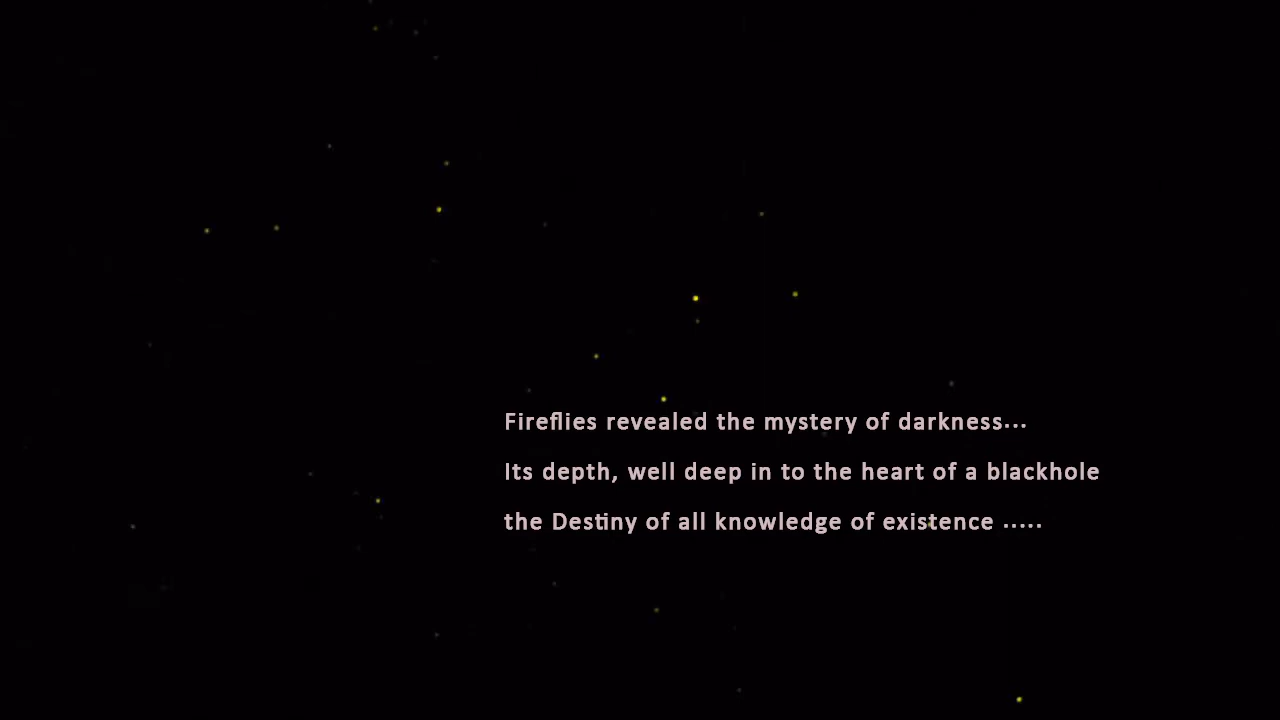 Fireflies revealed the mystery of darkness...
Its depth, well deep in to the heart of a blackhole
the Destiny of all knowledge of existence .....